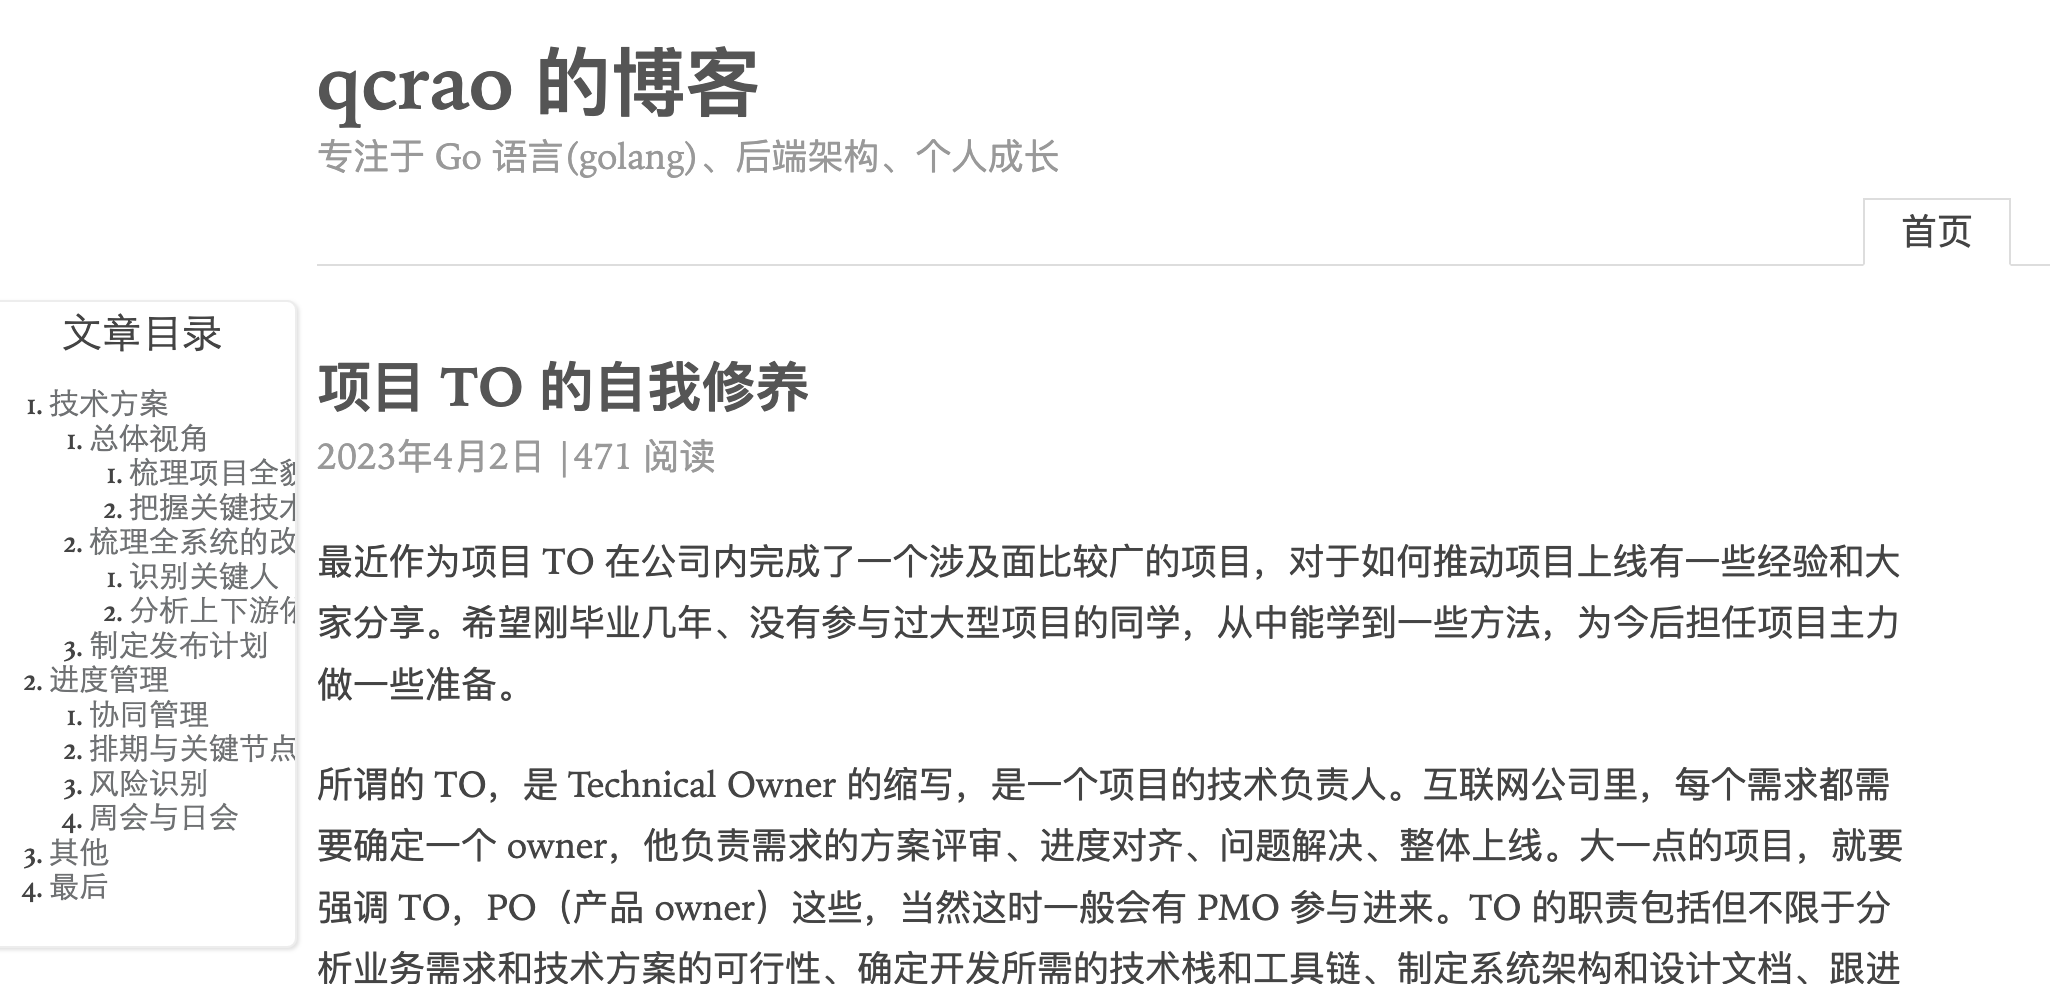 qcrao 的博客
专注于 Go 语言(golang)、后端架构、个人成长
首页
文章目录
1. 技术方案
1. 总体视角
1. 梳理项目全貌
2. 把握关键技术
2. 梳理全系统的改
1. 识别关键人
2. 分析上下游依
3. 制定发布计划
2. 进度管理
1. 协同管理
2. 排期与关键节点
3. 风险识别
4. 周会与日会
3. 其他
4. 最后
项目 TO 的自我修养
2023年4月2日 |471 阅读
最近作为项目 TO 在公司内完成了一个涉及面比较广的项目，对于如何推动项目上线有一些经验和大
家分享。希望刚毕业几年、没有参与过大型项目的同学，从中能学到一些方法，为今后担任项目主力
做一些准备。
所谓的 TO，是 Technical Owner 的缩写，是一个项目的技术负责人。互联网公司里，每个需求都需
要确定一个 owner，他负责需求的方案评审、进度对齐、问题解决、整体上线。大一点的项目，就要
强调 TO，PO（产品 owner）这些，当然这时一般会有 PMO 参与进来。TO 的职责包括但不限于分
析业务需求和技术方案的可行性、确定开发所需的技术栈和工具链、制定系统架构和设计文档、跟进